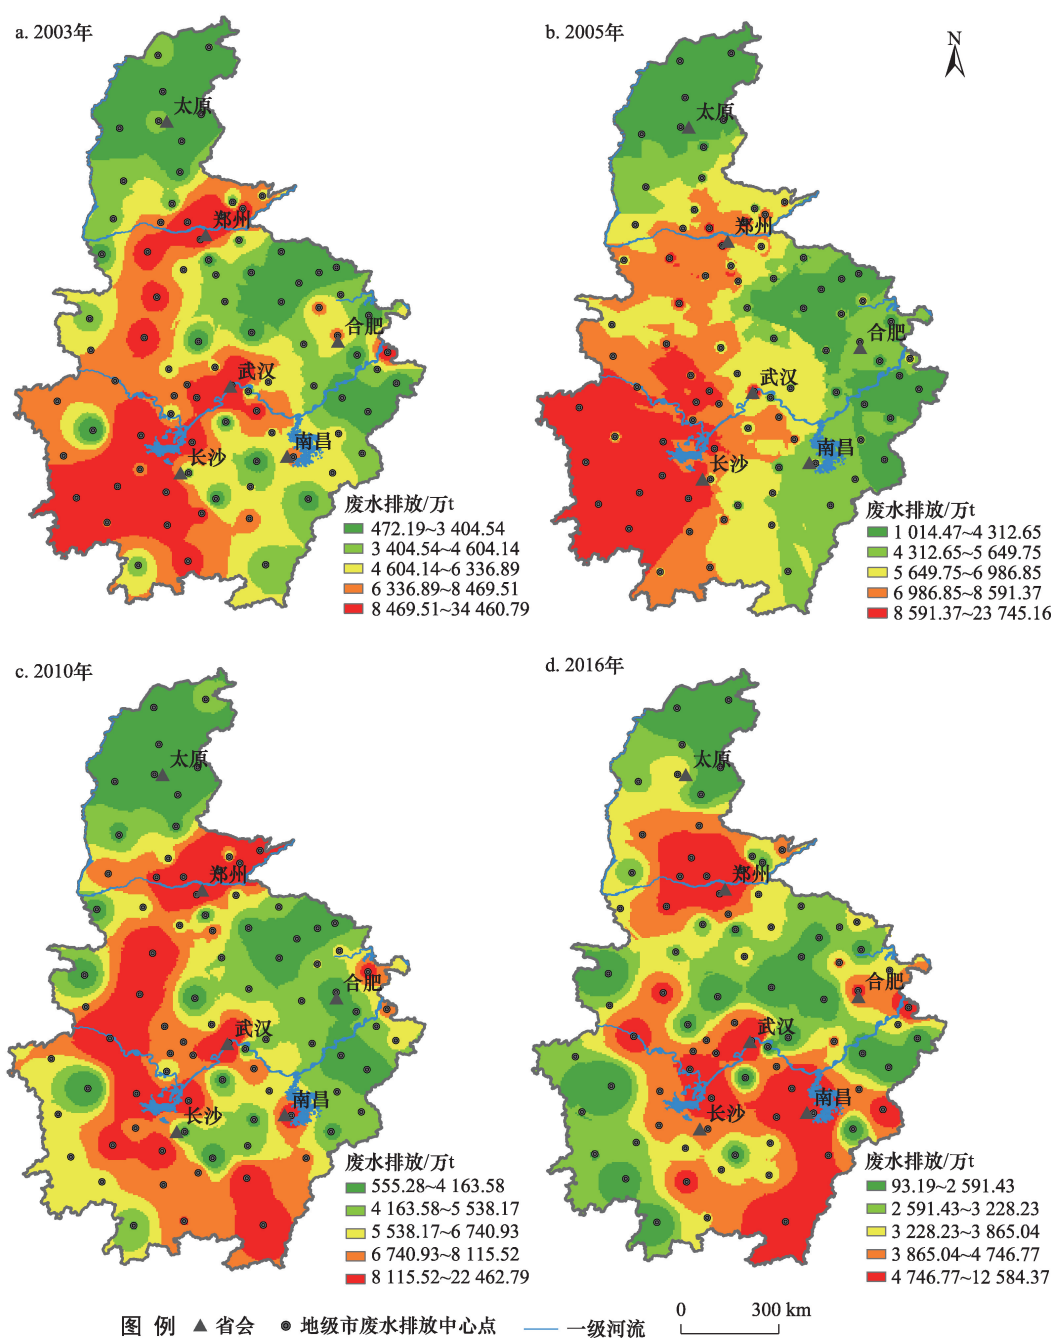 a. 2003年
太原
郑州
合肥
武汉
南昌
长沙
废水排放/万t
472.19~3 404.54
3 404.54~4 604.14
4 604.14~6 336.89
6 336.89~8 469.51
8 469.51~34 460.79
b. 2005年
N
太原
郑州
合肥
武汉
南昌
长沙
废水排放/万t
1 014.47~4 312.65
4 312.65~5 649.75
5 649.75~6 986.85
6 986.85~8 591.37
8 591.37~23 745.16
c. 2010年
太原
郑州
合肥
武汉
南昌
长沙
废水排放/万t
555.28~4 163.58
4 163.58~5 538.17
5 538.17~6 740.93
6 740.93~8 115.52
8 115.52~22 462.79
d. 2016年
太原
郑州
合肥
武汉
南昌
长沙
废水排放/万t
93.19~2 591.43
2 591.43~3 228.23
3 228.23~3 865.04
3 865.04~4 746.77
4 746.77~12 584.37
图 例 省会 地级市废水排放中心点 一级河流
0 300 km